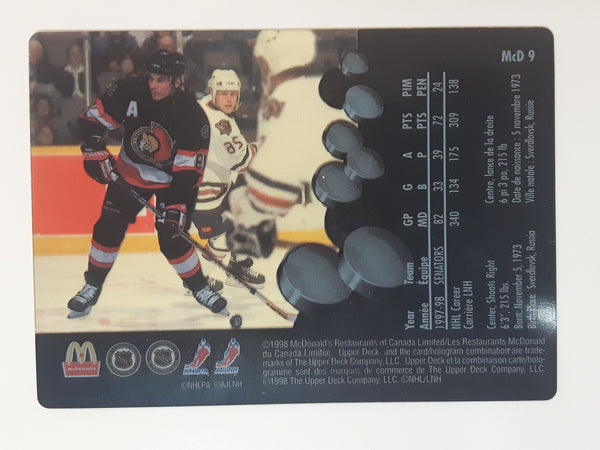 McD 9
A
85
Year Team GP G A PTS PIM
Année Équipe MD B P PTS PEN
1997-98 SENATORS 82 33 39 72 24
NHL Career 340 134 175 309 138
Carrière LNH
Center, Shoots Right
6'3", 215 lbs.
Born: November 5, 1973
Birthplace: Sverdlovsk, Russia
Centre, lance de la droite
6 pi 3 po, 215 lb
Date de naissance : 5 novembre 1973
Ville natale : Sverdlovsk, Russie
McDonald's
NHLPA
©NHLPA ©AJLNH
©1998 McDonald's Restaurants of Canada Limited/Les Restaurants McDonald
du Canada Limitée. Upper Deck and the card/hologram combination are trade-
marks of The Upper Deck Company, LLC. Upper Deck et la combinaison carte/holo-
gramme sont des marques de commerce de The Upper Deck Company, LLC.
©1998 The Upper Deck Company, LLC. ©NHL/LNH